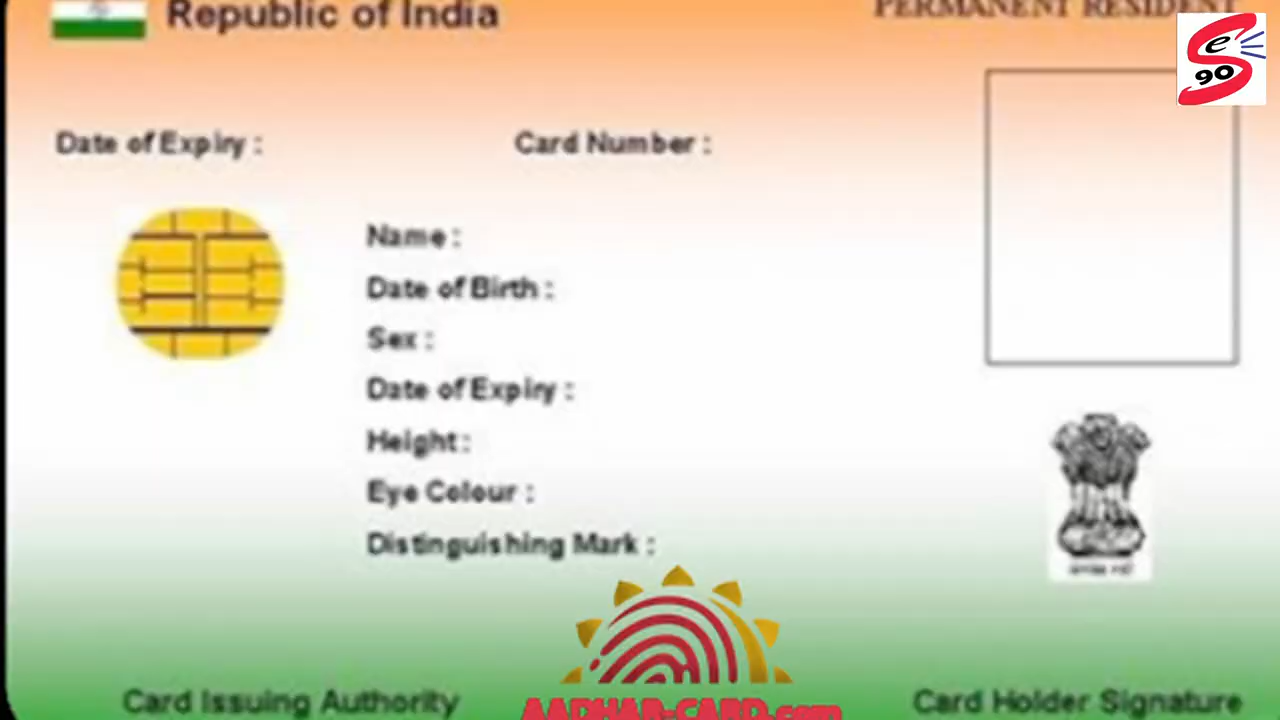 Republic of India
PERMANENT RESIDENT
e
90
Date of Expiry :
Card Number :
Name :
Date of Birth :
Sex :
Date of Expiry :
Height :
Eye Colour :
Distinguishing Mark :
Card Issuing Authority
AADHAR-CARD.com
Card Holder Signature